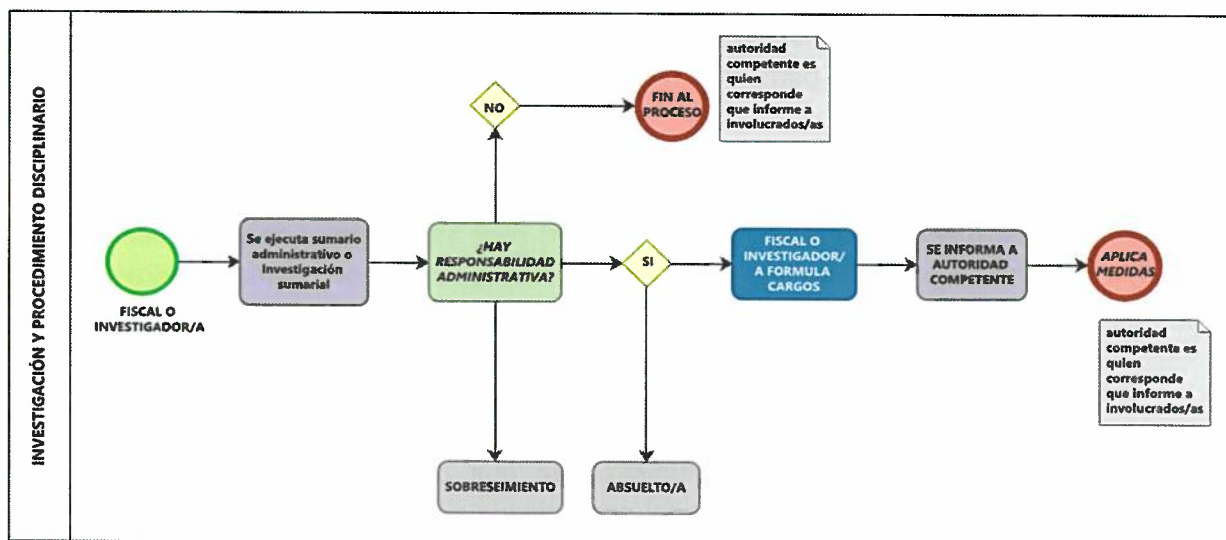 INVESTIGACIÓN Y PROCEDIMIENTO DISCIPLINARIO
FISCAL O
INVESTIGADOR/A
Se ejecuta sumario
administrativo o
Investigación
sumarial
¿HAY
RESPONSABILIDAD
ADMINISTRATIVA?
NO
FIN AL
PROCESO
autoridad
competente es
quien
corresponde
que informe a
involucrados/as
SI
FISCAL O
INVESTIGADOR/
A FORMULA
CARGOS
SE INFORMA A
AUTORIDAD
COMPETENTE
APLICA
MEDIDAS
autoridad
competente es
quien
corresponde
que informe a
involucrados/as
SOBRESEIMIENTO
ABSUELTO/A